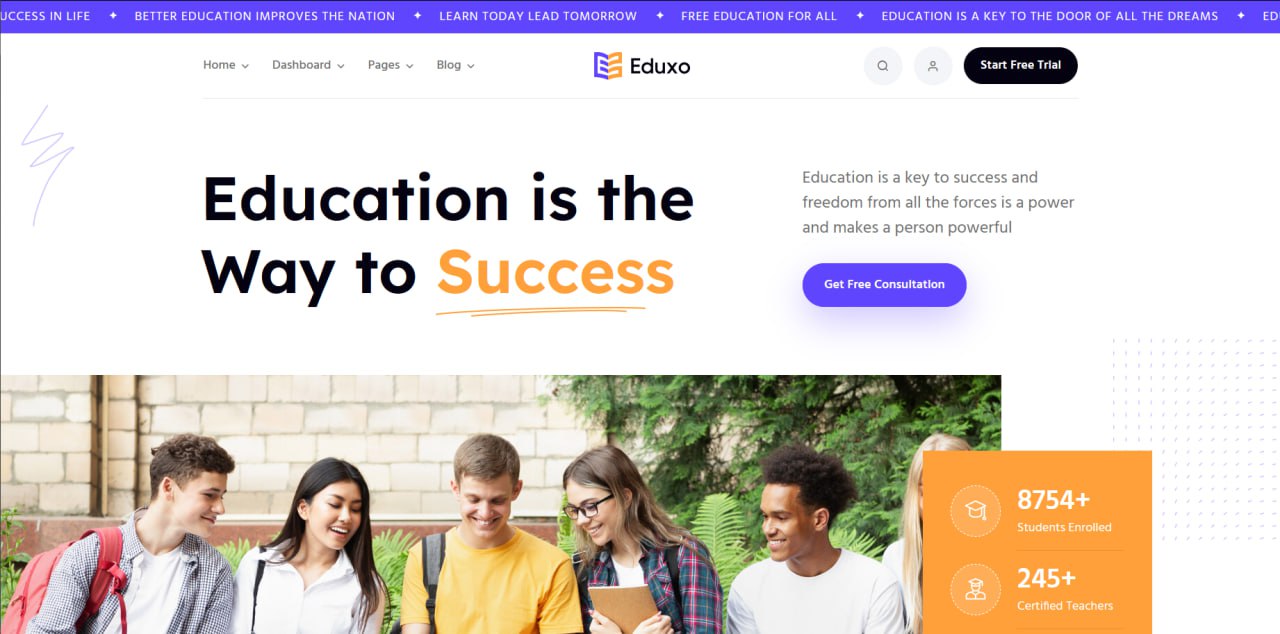 UCCESS IN LIFE ✦ BETTER EDUCATION IMPROVES THE NATION ✦ LEARN TODAY LEAD TOMORROW ✦ FREE EDUCATION FOR ALL ✦ EDUCATION IS A KEY TO THE DOOR OF ALL THE DREAMS ✦ ED
Home Dashboard Pages Blog Eduxo Start Free Trial
Education is the
Way to Success
Education is a key to success and
freedom from all the forces is a power
and makes a person powerful
Get Free Consultation
8754+
Students Enrolled
245+
Certified Teachers